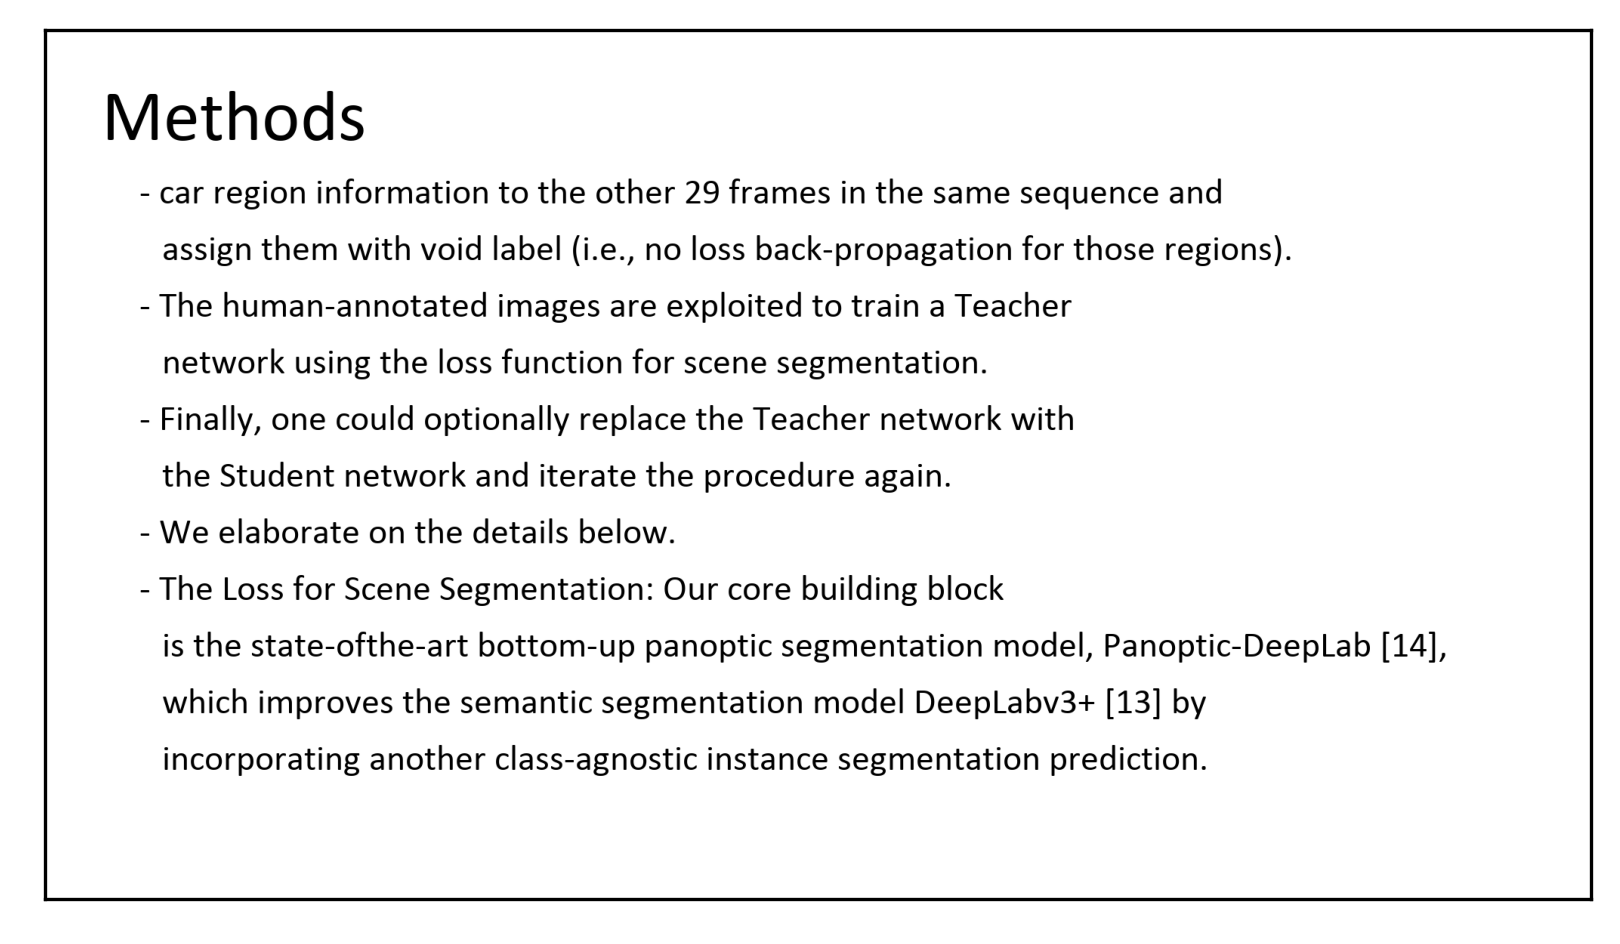 Methods
- car region information to the other 29 frames in the same sequence and
assign them with void label (i.e., no loss back-propagation for those regions).
- The human-annotated images are exploited to train a Teacher
network using the loss function for scene segmentation.
- Finally, one could optionally replace the Teacher network with
the Student network and iterate the procedure again.
- We elaborate on the details below.
- The Loss for Scene Segmentation: Our core building block
is the state-ofthe-art bottom-up panoptic segmentation model, Panoptic-DeepLab [14],
which improves the semantic segmentation model DeepLabv3+ [13] by
incorporating another class-agnostic instance segmentation prediction.